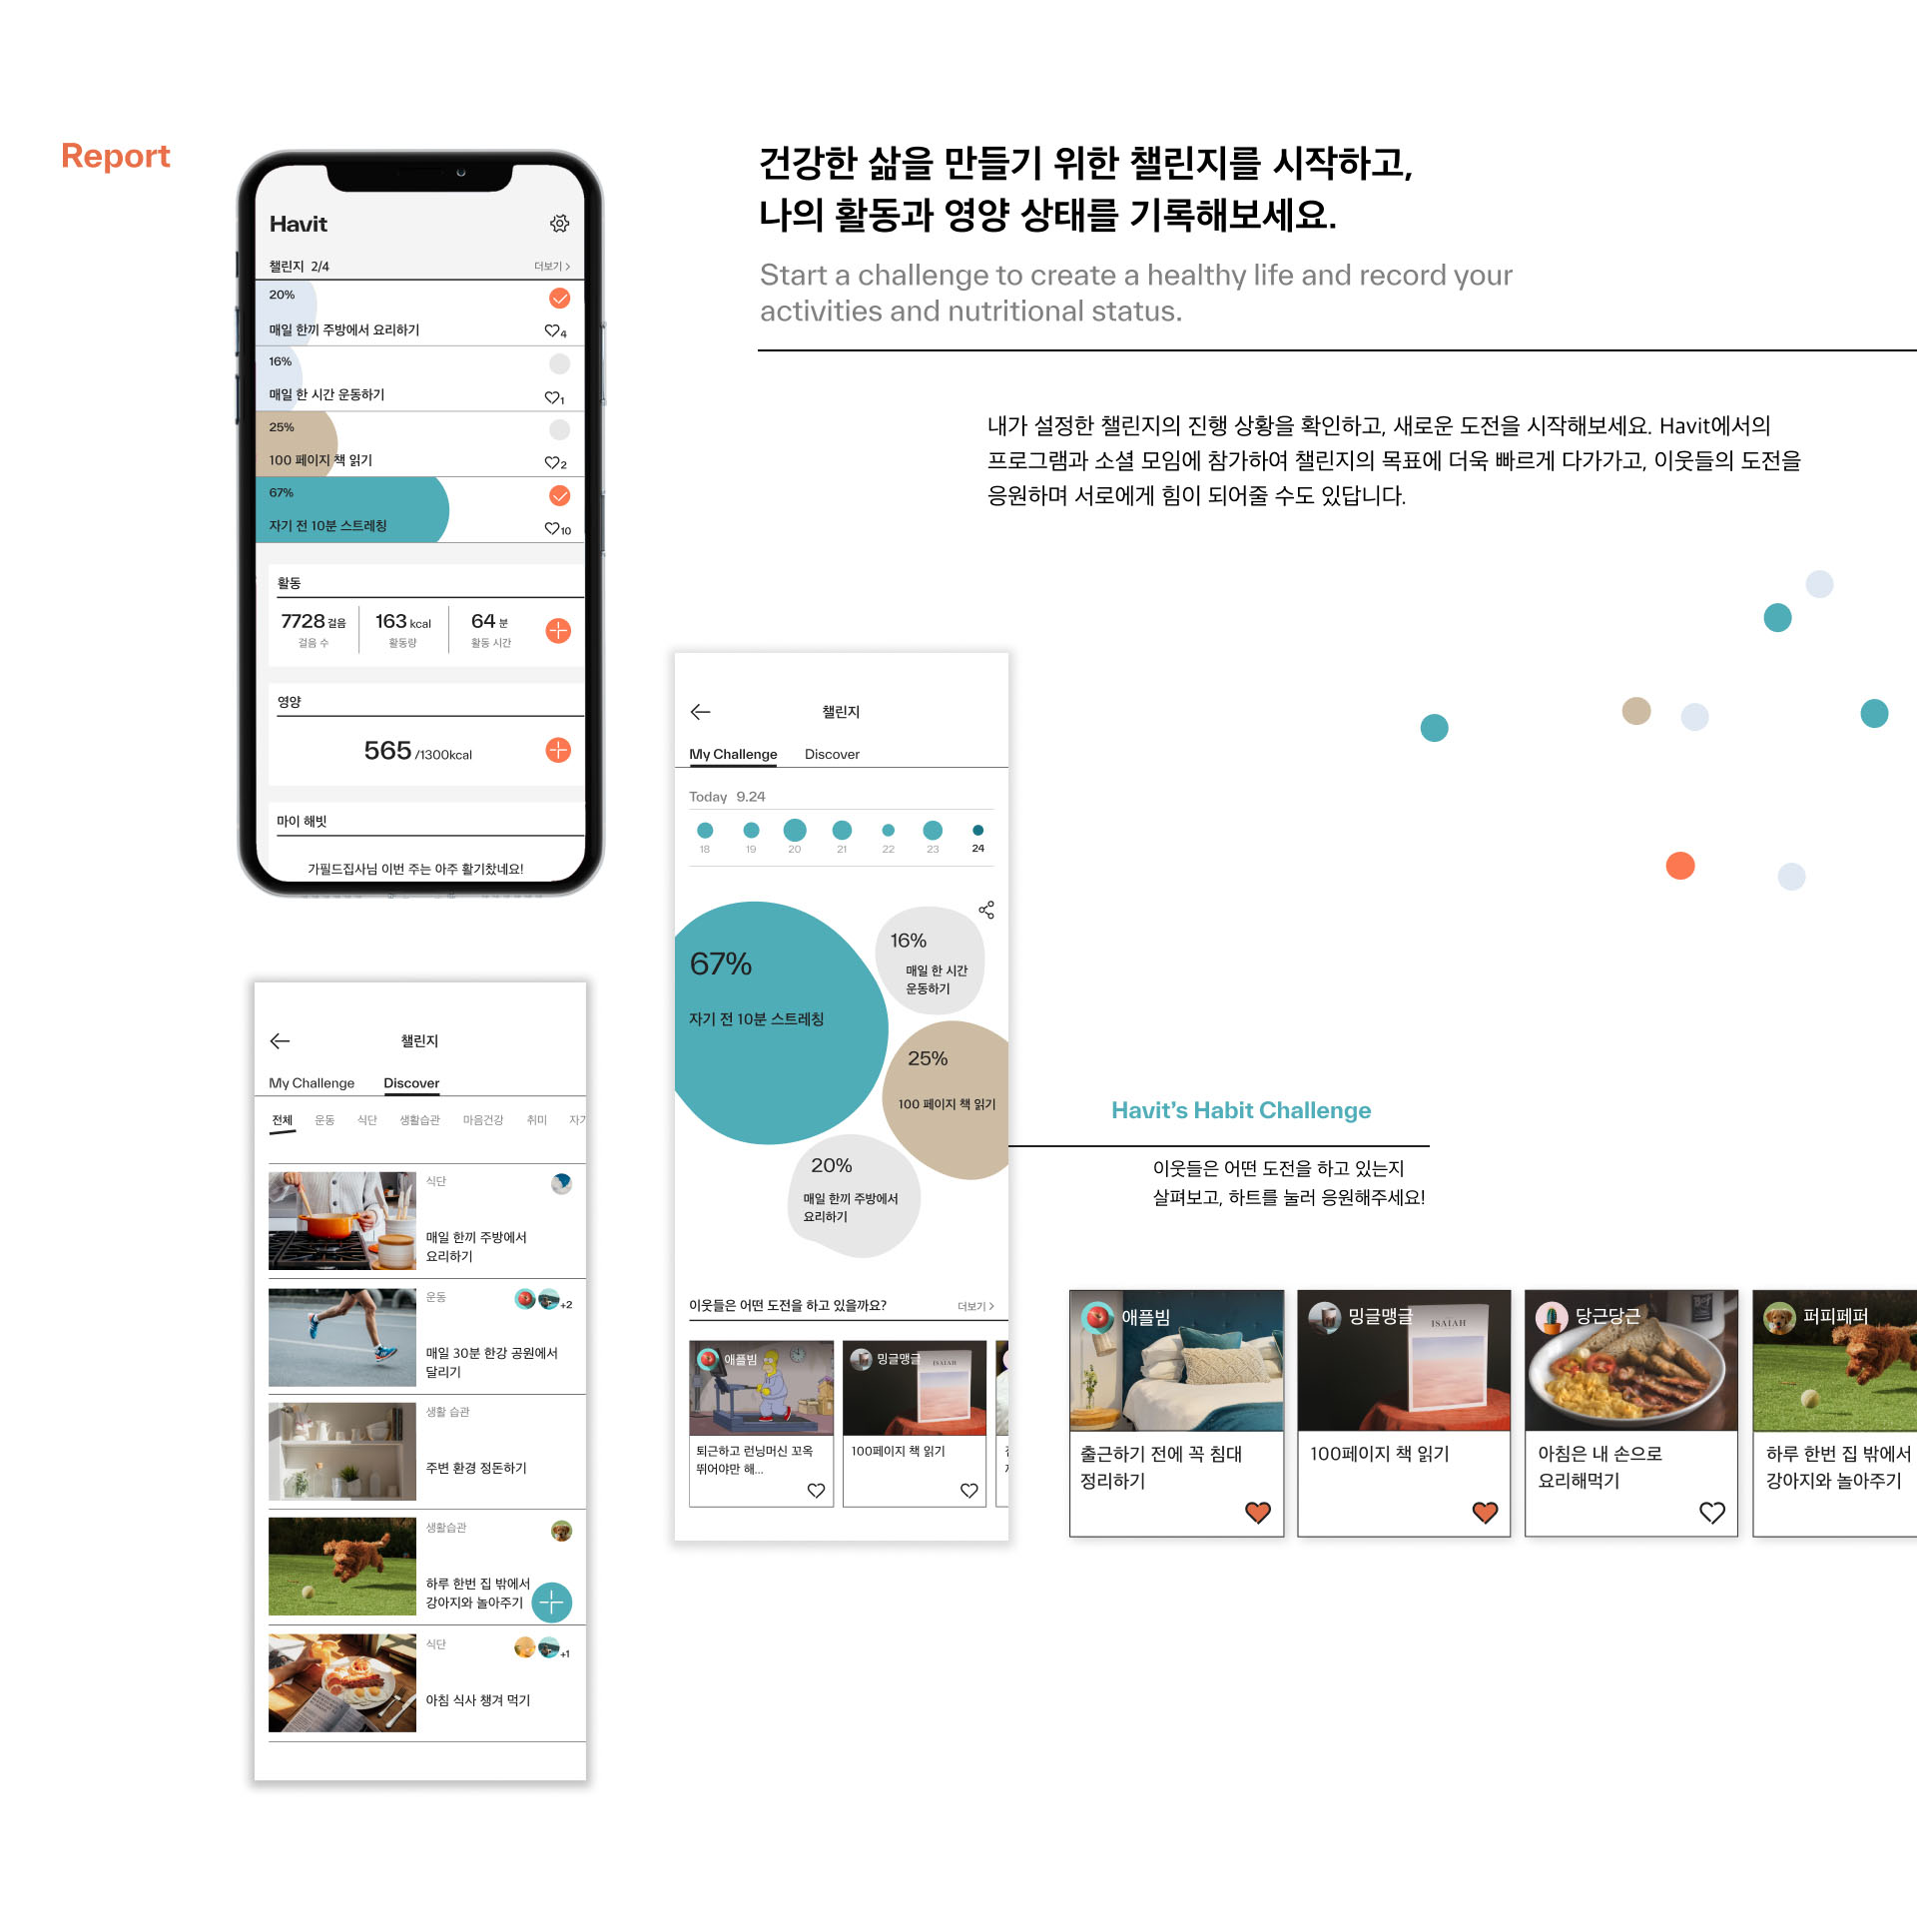 Report
Havit
챌린지 2/4
더보기 >
20%
매일 한끼 주방에서 요리하기
4
16%
매일 한 시간 운동하기
1
25%
100 페이지 책 읽기
2
67%
자기 전 10분 스트레칭
10
활동
7728 걸음
걸음 수
163 kcal
활동량
64 분
활동 시간
영양
565 /1300kcal
마이 해빗
가필드집사님 이번 주는 아주 활기찼네요!
건강한 삶을 만들기 위한 챌린지를 시작하고,
나의 활동과 영양 상태를 기록해보세요.
Start a challenge to create a healthy life and record your
activities and nutritional status.
내가 설정한 챌린지의 진행 상황을 확인하고, 새로운 도전을 시작해보세요. Havit에서의
프로그램과 소셜 모임에 참가하여 챌린지의 목표에 더욱 빠르게 다가가고, 이웃들의 도전을
응원하며 서로에게 힘이 되어줄 수도 있답니다.
챌린지
My Challenge Discover
Today 9.24
18 19 20 21 22 23 24
67%
자기 전 10분 스트레칭
16%
매일 한 시간
운동하기
25%
100 페이지 책 읽기
20%
매일 한끼 주방에서
요리하기
이웃들은 어떤 도전을 하고 있을까요?
더보기 >
애플빔
퇴근하고 런닝머신 꼬옥
뛰어야만 해...
밍글맹글
ISAIAH
100페이지 책 읽기
챌린지
My Challenge Discover
전체 운동 식단 생활습관 마음건강 취미 자기
식단
매일 한끼 주방에서
요리하기
운동
+2
매일 30분 한강 공원에서
달리기
생활 습관
주변 환경 정돈하기
생활습관
하루 한번 집 밖에서
강아지와 놀아주기
식단
+1
아침 식사 챙겨 먹기
Havit’s Habit Challenge
이웃들은 어떤 도전을 하고 있는지
살펴보고, 하트를 눌러 응원해주세요!
애플빔
출근하기 전에 꼭 침대
정리하기
밍글맹글
ISAIAH
100페이지 책 읽기
당근당근
아침은 내 손으로
요리해먹기
퍼피페퍼
하루 한번 집 밖에서
강아지와 놀아주기